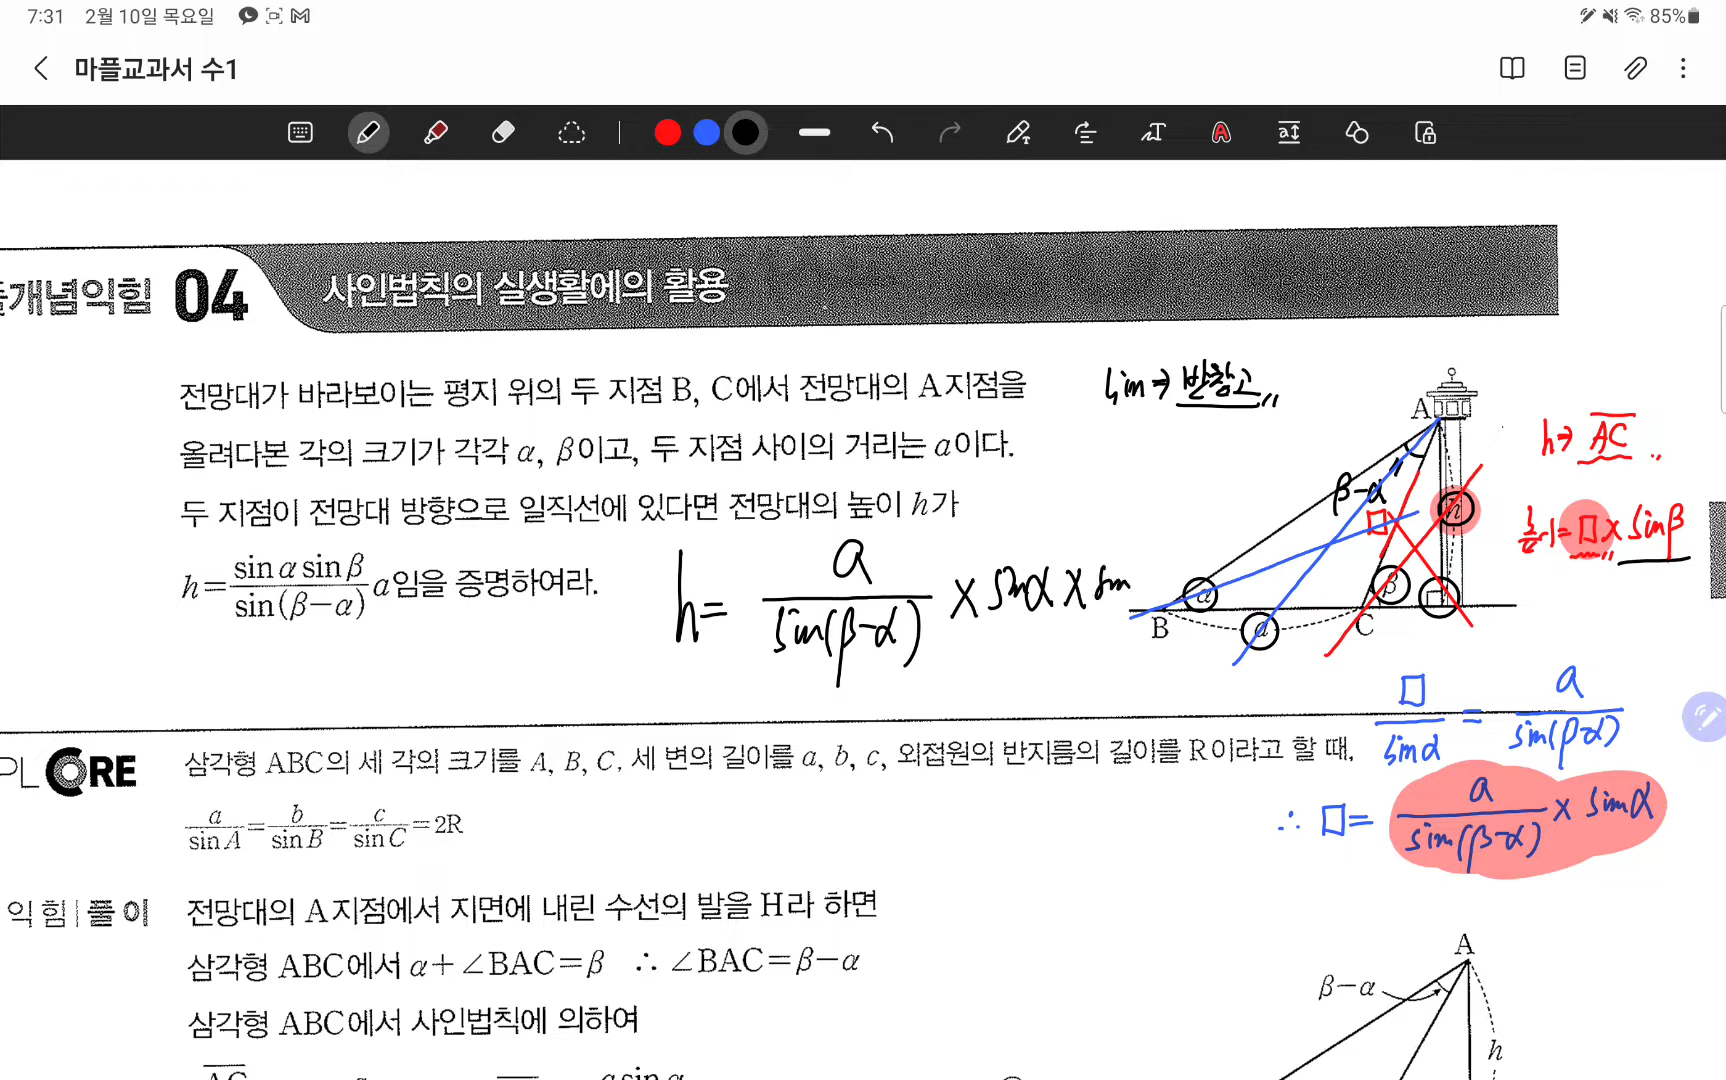 7:31 2월 10일 목요일 85%
마플교과서 수1
개념익힘 04 사인법칙의 실생활에의 활용
전망대가 바라보이는 평지 위의 두 지점 B, C에서 전망대의 A지점을
올려다본 각의 크기가 각각 α, β이고, 두 지점 사이의 거리는 a이다.
두 지점이 전망대 방향으로 일직선에 있다면 전망대의 높이 h가
h = sin α sin β / sin(β−α) a임을 증명하여라.
h = a / sin(β−α) × sinα × sin
sin ⇒ 반창고
A
β−α
h
α
β
B
a
C
h ⇒ AC
h = □ × sinβ
□ / sinα = a / sin(β−α)
∴ □ = a / sin(β−α) × sinα
PL CORE 삼각형 ABC의 세 각의 크기를 A, B, C, 세 변의 길이를 a, b, c, 외접원의 반지름의 길이를 R이라고 할 때,
a / sin A = b / sin B = c / sin C = 2R
익힘 | 풀이 전망대의 A지점에서 지면에 내린 수선의 발을 H라 하면
삼각형 ABC에서 α+∠BAC=β ∴ ∠BAC=β−α
삼각형 ABC에서 사인법칙에 의하여
A
β−α
h